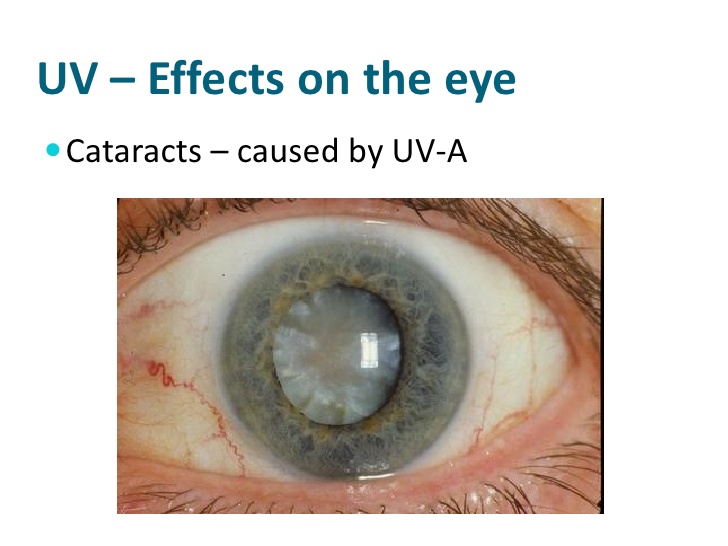 UV – Effects on the eye
Cataracts – caused by UV-A